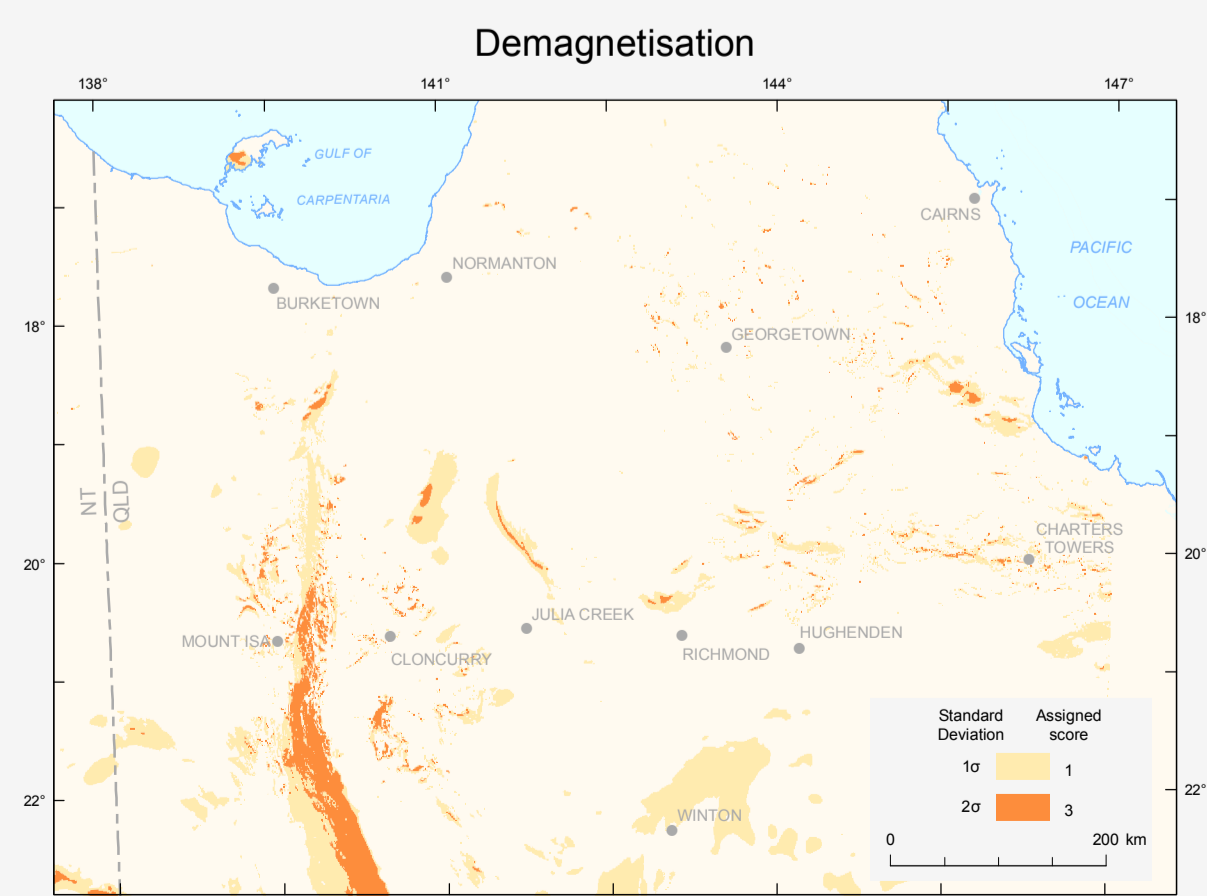 Demagnetisation
138°
141°
144°
147°
GULF OF
CARPENTARIA
CAIRNS
PACIFIC
OCEAN
NORMANTON
BURKETOWN
18°
18°
GEORGETOWN
NT
QLD
CHARTERS
TOWERS
20°
20°
JULIA CREEK
MOUNT ISA
CLONCURRY
RICHMOND
HUGHENDEN
Standard
Deviation
Assigned
score
1σ
1
2σ
3
0
200 km
22°
22°
WINTON